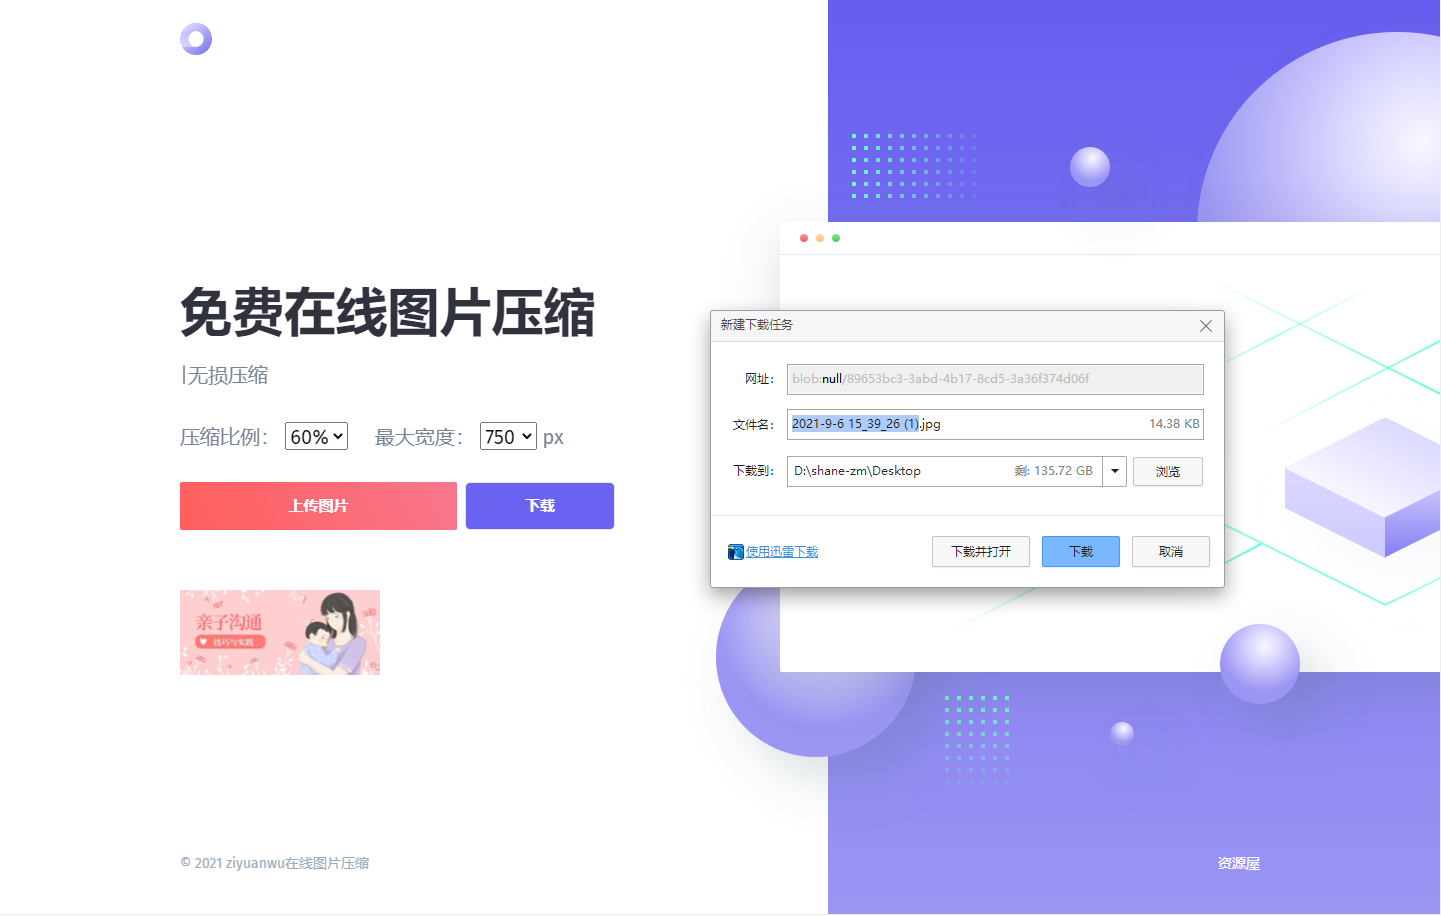 免费在线图片压缩
|无损压缩
压缩比例： 60% 最大宽度： 750 px
上传图片 下载
亲子沟通
技巧与实践
新建下载任务
网址： blob:null/89653bc3-3abd-4b17-8cd5-3a36f374d06f
文件名： 2021-9-6 15_39_26 (1).jpg 14.38 KB
下载到： D:\shane-zm\Desktop 剩: 135.72 GB 浏览
使用迅雷下载 下载并打开 下载 取消
© 2021 ziyuanwu在线图片压缩
资源屋